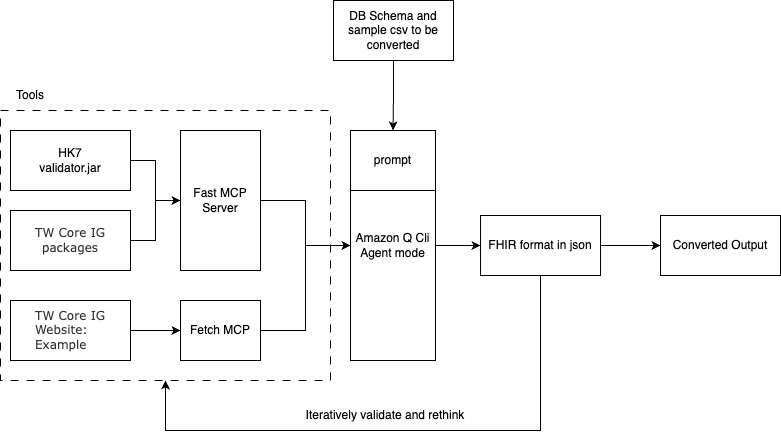 DB Schema and
sample csv to be
converted
Tools
HK7
validator.jar
Fast MCP
Server
prompt
TW Core IG
packages
Amazon Q Cli
Agent mode
FHIR format in json
Converted Output
TW Core IG
Website:
Example
Fetch MCP
Iteratively validate and rethink